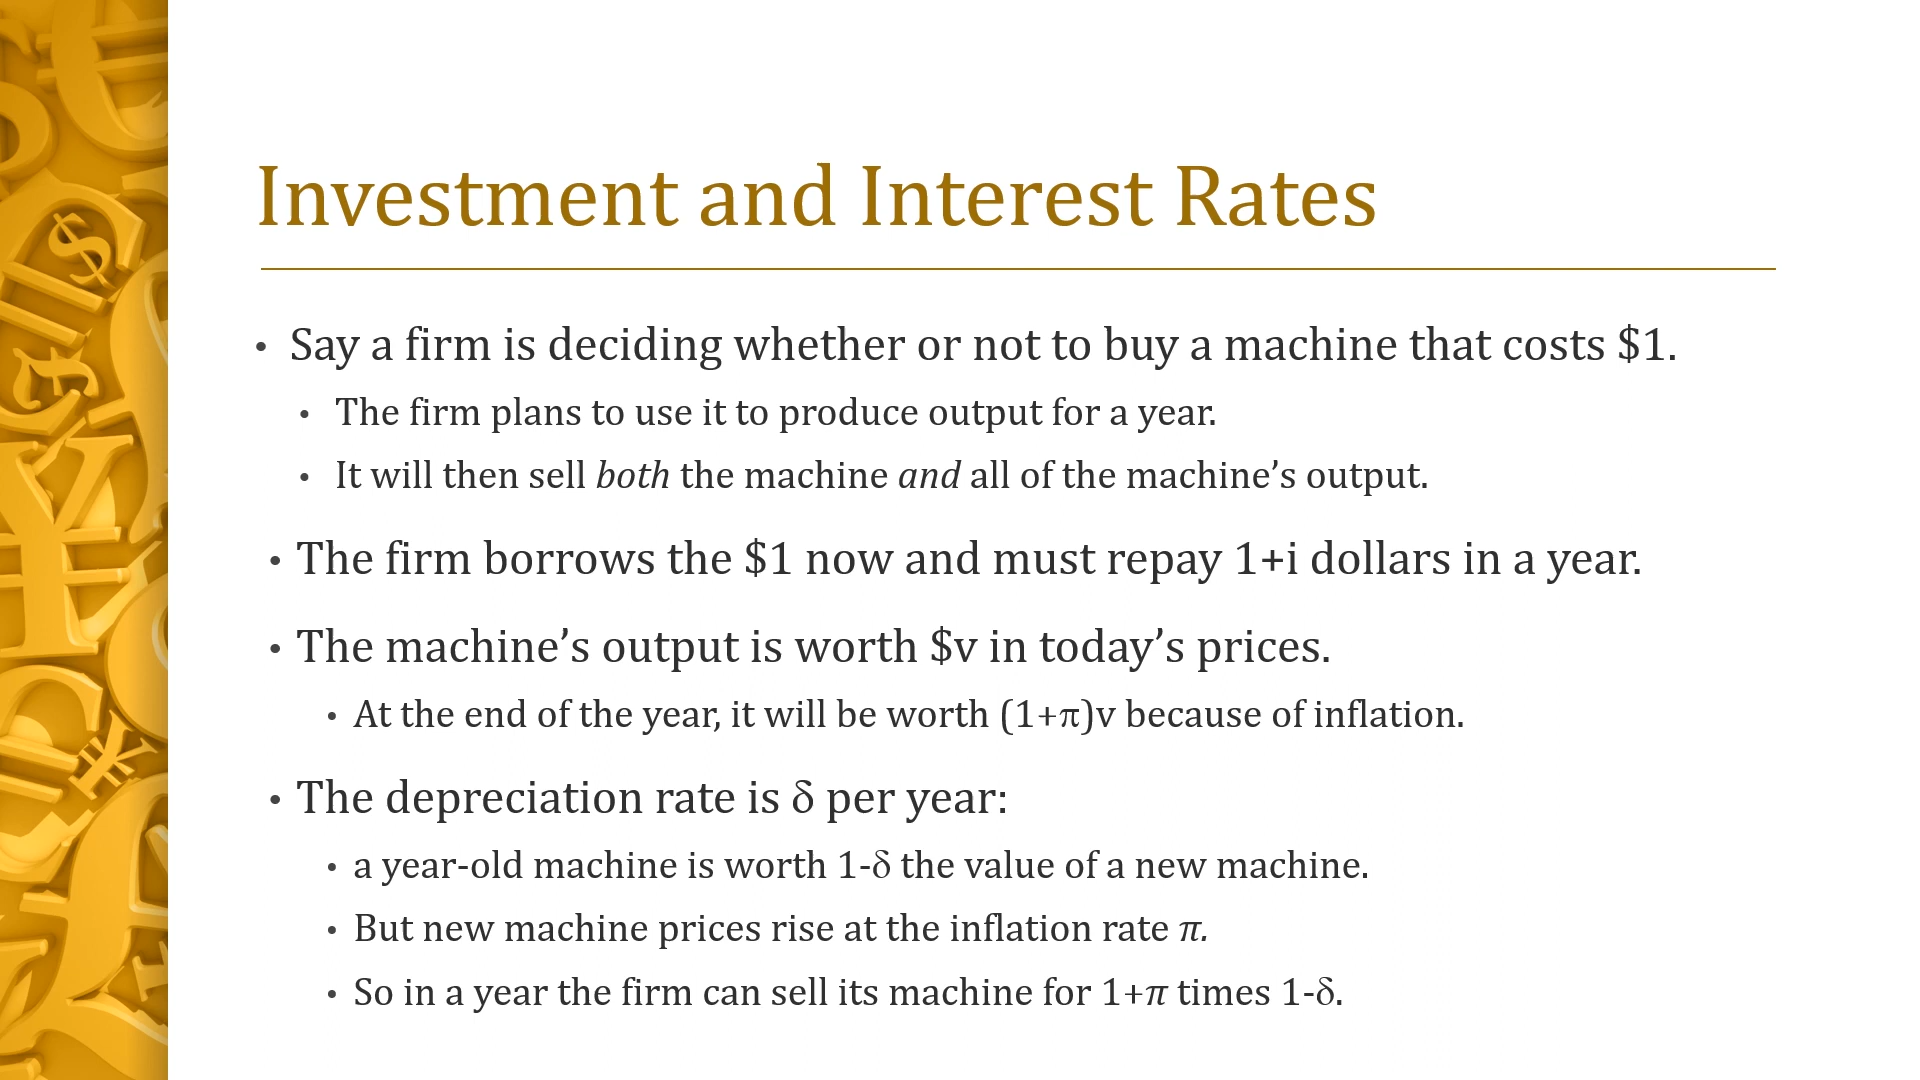 Investment and Interest Rates
• Say a firm is deciding whether or not to buy a machine that costs $1.
• The firm plans to use it to produce output for a year.
• It will then sell both the machine and all of the machine’s output.
• The firm borrows the $1 now and must repay 1+i dollars in a year.
• The machine’s output is worth $v in today’s prices.
• At the end of the year, it will be worth (1+π)v because of inflation.
• The depreciation rate is δ per year:
• a year-old machine is worth 1-δ the value of a new machine.
• But new machine prices rise at the inflation rate π.
• So in a year the firm can sell its machine for 1+π times 1-δ.